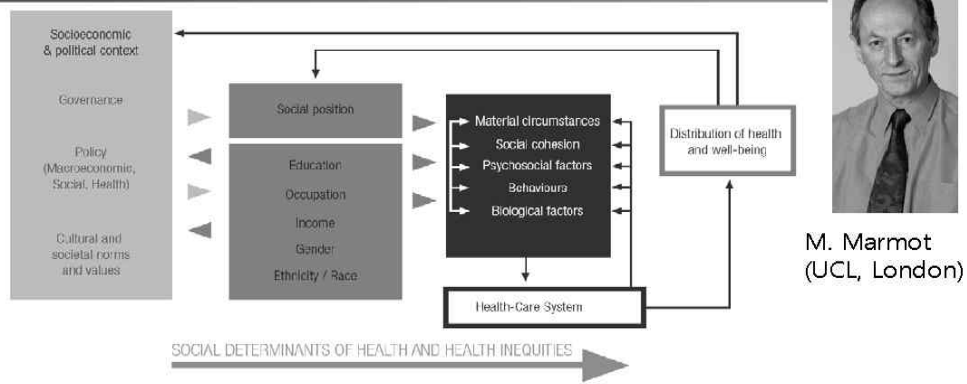 Socioeconomic
& political context
Governance
Policy
(Macroeconomic,
Social, Health)
Cultural and
societal norms
and values
Social position
Education
Occupation
Income
Gender
Ethnicity / Race
Material circumstances
Social cohesion
Psychosocial factors
Behaviours
Biological factors
Health-Care System
Distribution of health
and well-being
M. Marmot
(UCL, London)
SOCIAL DETERMINANTS OF HEALTH AND HEALTH INEQUITIES